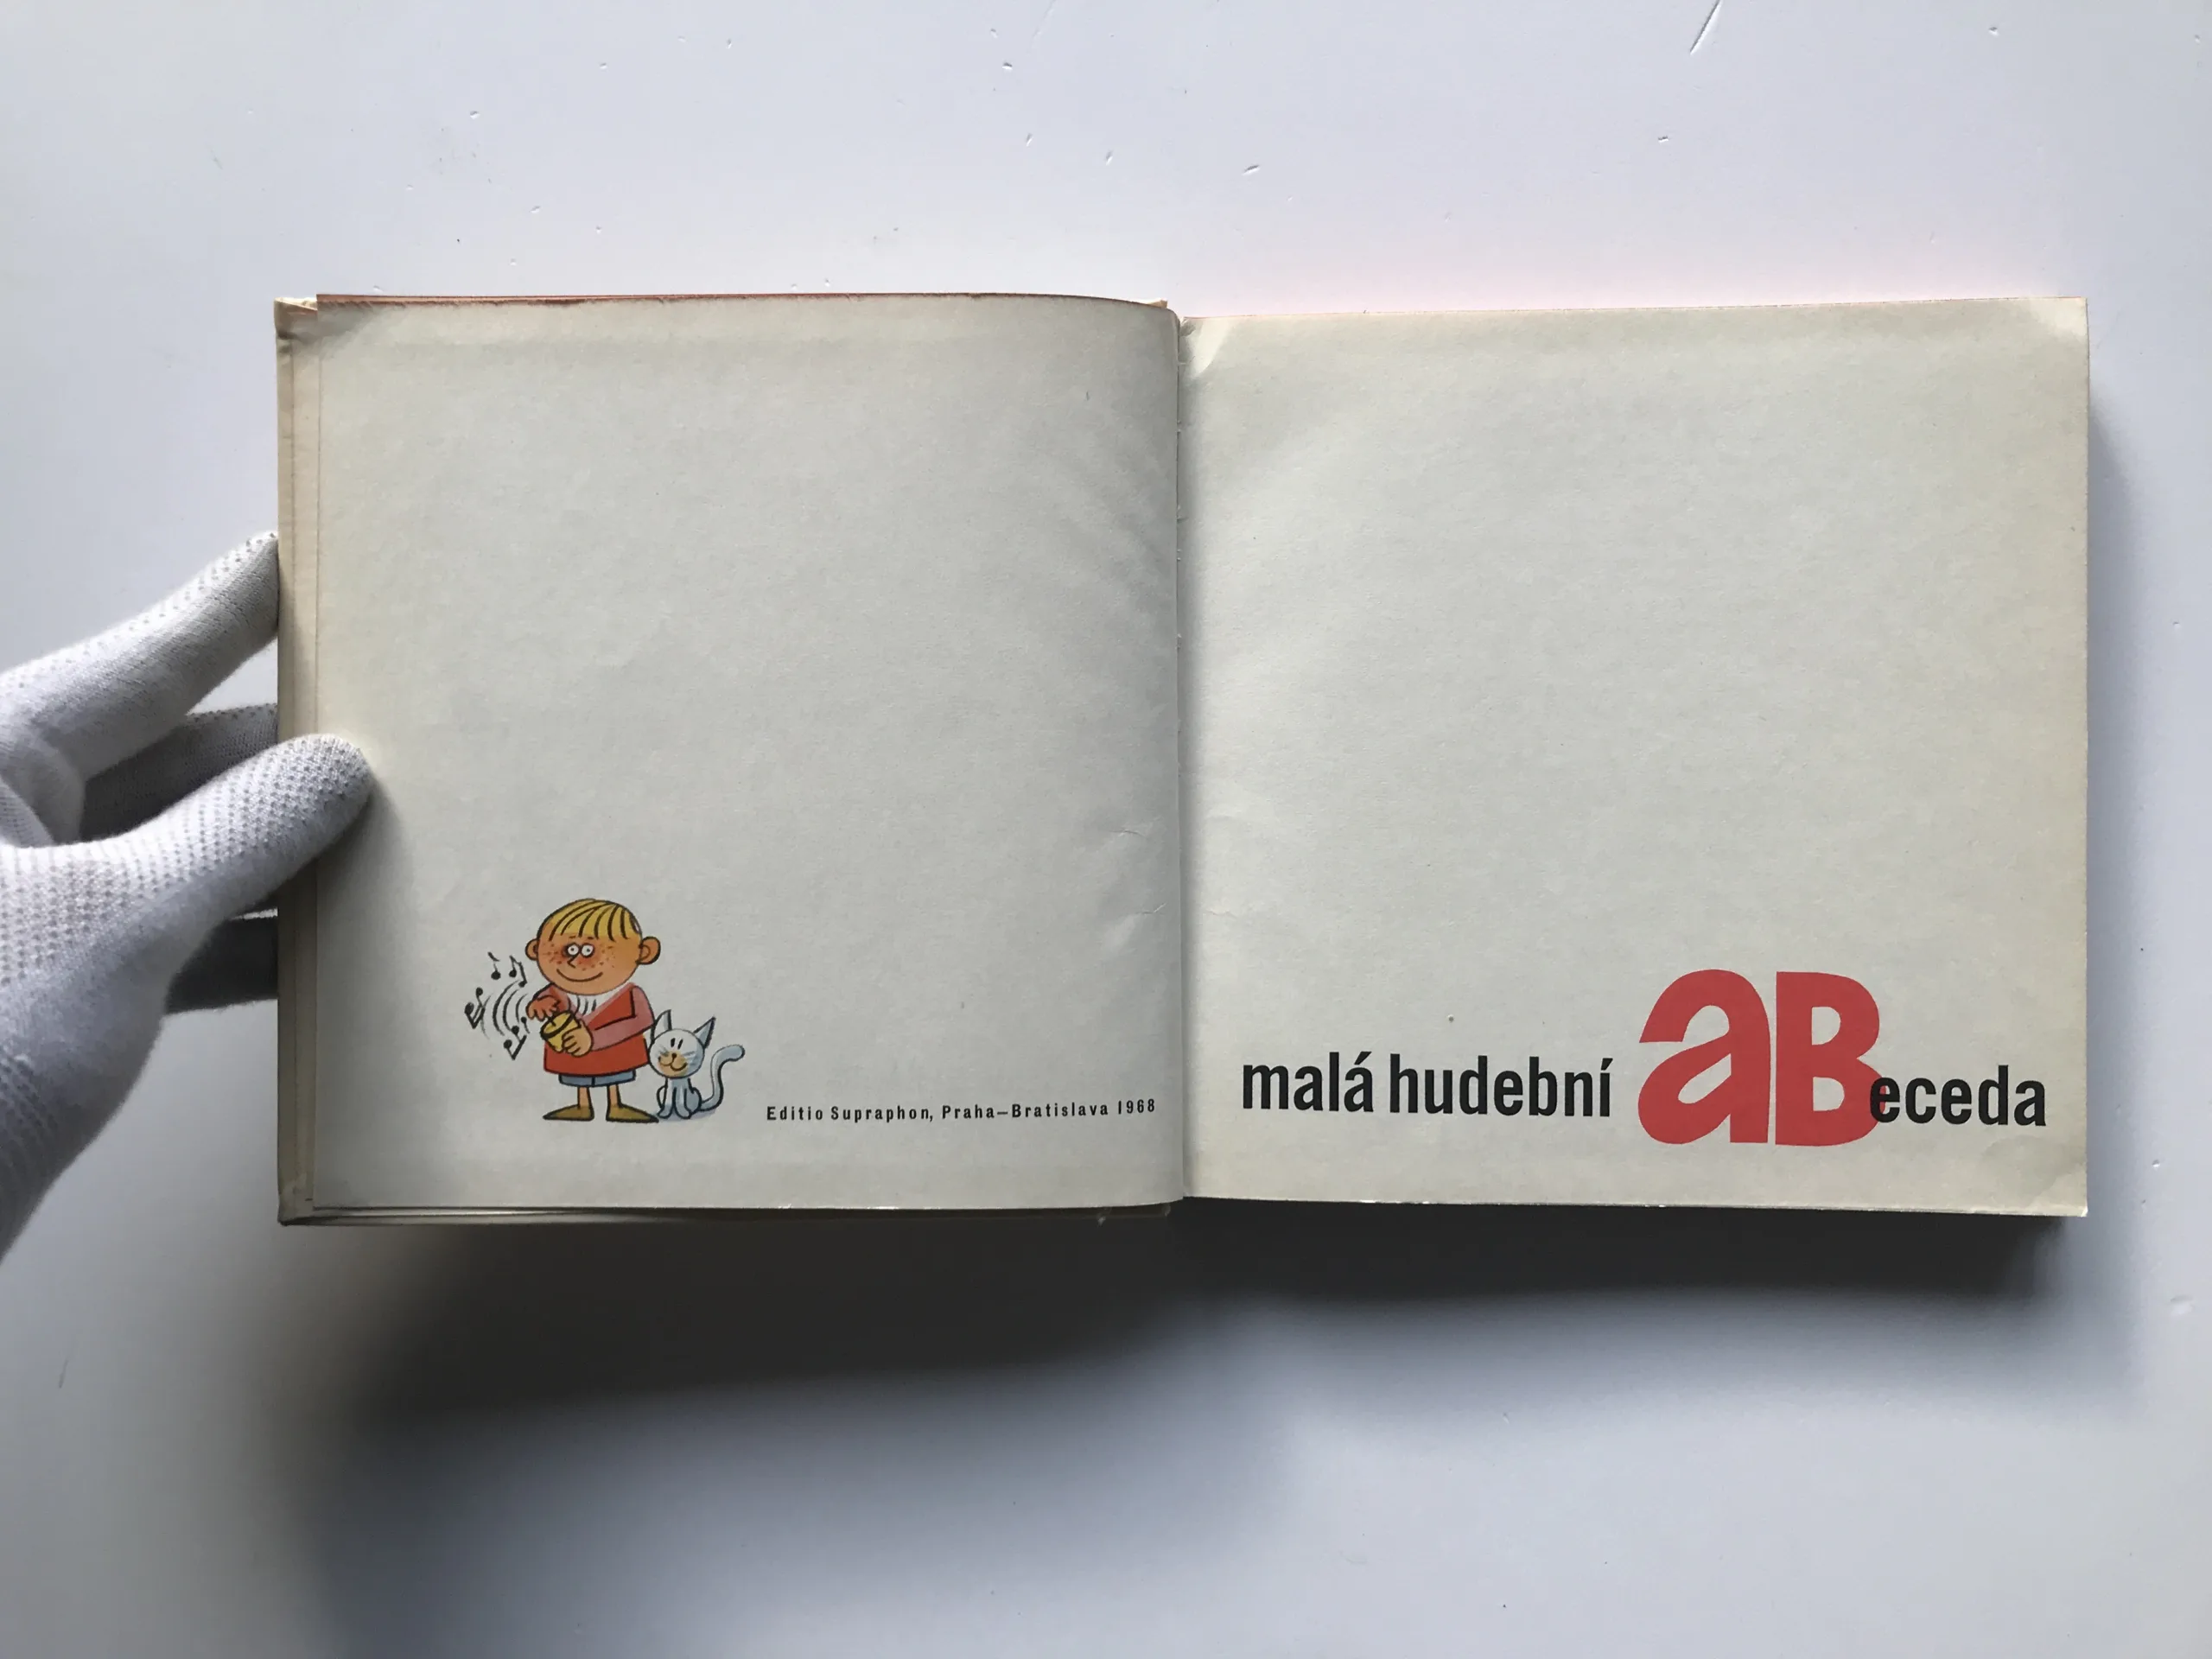 Editio Supraphon, Praha–Bratislava 1968
malá hudební aBeceda